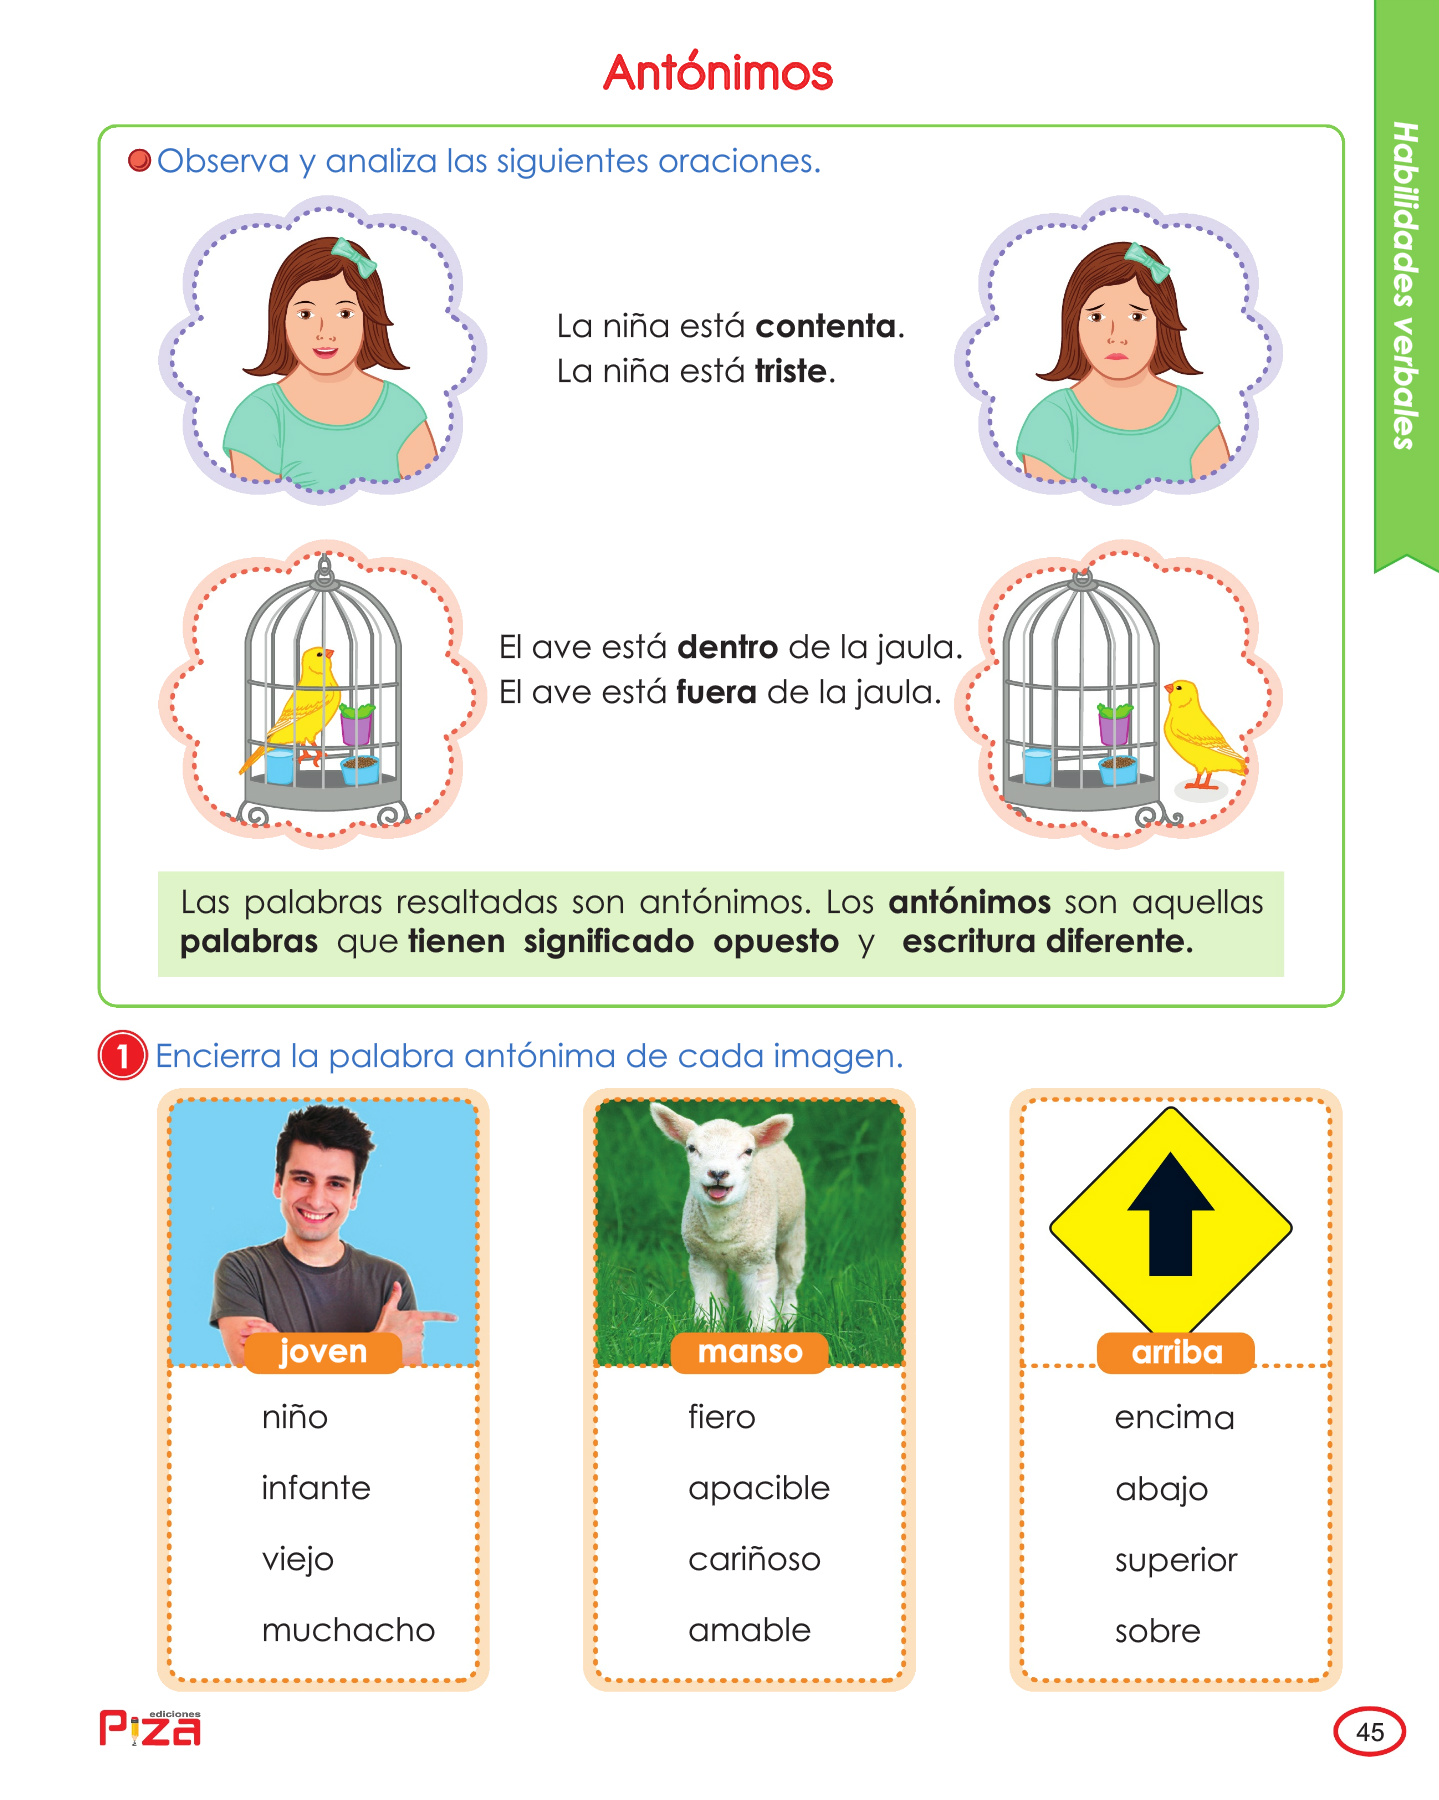 Antónimos
Habilidades verbales
Observa y analiza las siguientes oraciones.
La niña está contenta.
La niña está triste.
El ave está dentro de la jaula.
El ave está fuera de la jaula.
Las palabras resaltadas son antónimos. Los antónimos son aquellas
palabras que tienen significado opuesto y escritura diferente.
1 Encierra la palabra antónima de cada imagen.
joven
niño
infante
viejo
muchacho
manso
fiero
apacible
cariñoso
amable
arriba
encima
abajo
superior
sobre
ediciones
Piza
45